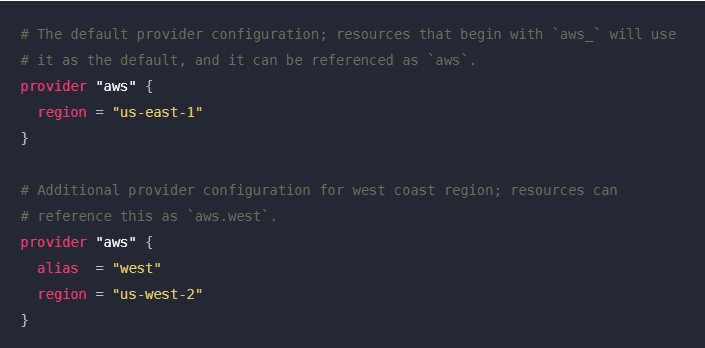 # The default provider configuration; resources that begin with `aws_` will use
# it as the default, and it can be referenced as `aws`.
provider "aws" {
  region = "us-east-1"
}

# Additional provider configuration for west coast region; resources can
# reference this as `aws.west`.
provider "aws" {
  alias  = "west"
  region = "us-west-2"
}